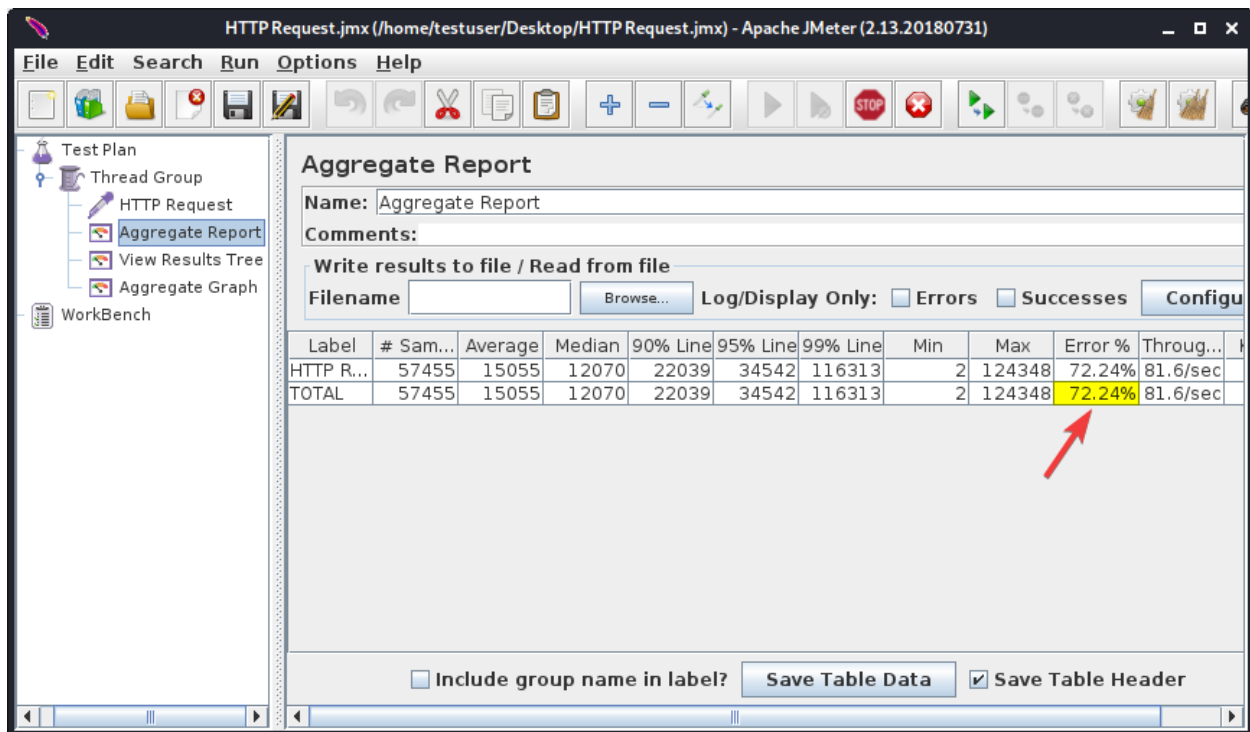 HTTP Request.jmx (/home/testuser/Desktop/HTTP Request.jmx) - Apache JMeter (2.13.20180731)
File Edit Search Run Options Help
STOP
Test Plan
Thread Group
HTTP Request
Aggregate Report
View Results Tree
Aggregate Graph
WorkBench
Aggregate Report
Name: Aggregate Report
Comments:
Write results to file / Read from file
Filename Browse... Log/Display Only: Errors Successes Configu
Label # Sam... Average Median 90% Line 95% Line 99% Line Min Max Error % Throug...
HTTP R... 57455 15055 12070 22039 34542 116313 2 124348 72.24% 81.6/sec
TOTAL 57455 15055 12070 22039 34542 116313 2 124348 72.24% 81.6/sec
Include group name in label? Save Table Data Save Table Header